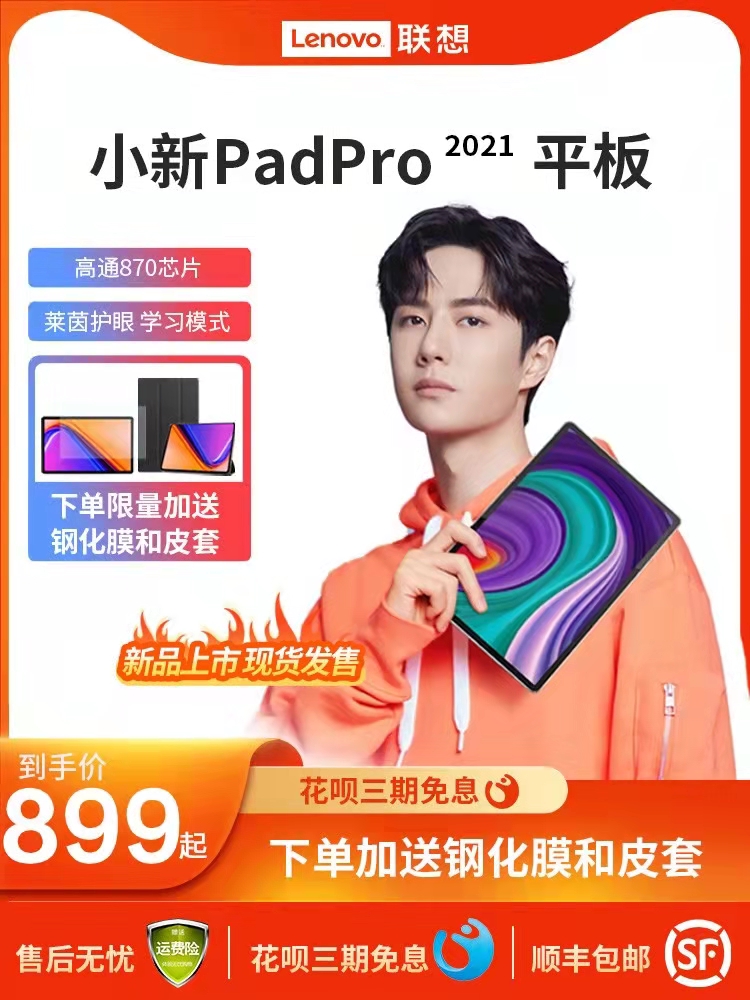 Lenovo 联想
小新PadPro 2021 平板
高通870芯片
莱茵护眼 学习模式
下单限量加送
钢化膜和皮套
新品上市 现货发售
到手价
899起
花呗三期免息
下单加送钢化膜和皮套
售后无忧
赠送
运费险
花呗三期免息
顺丰包邮
SF